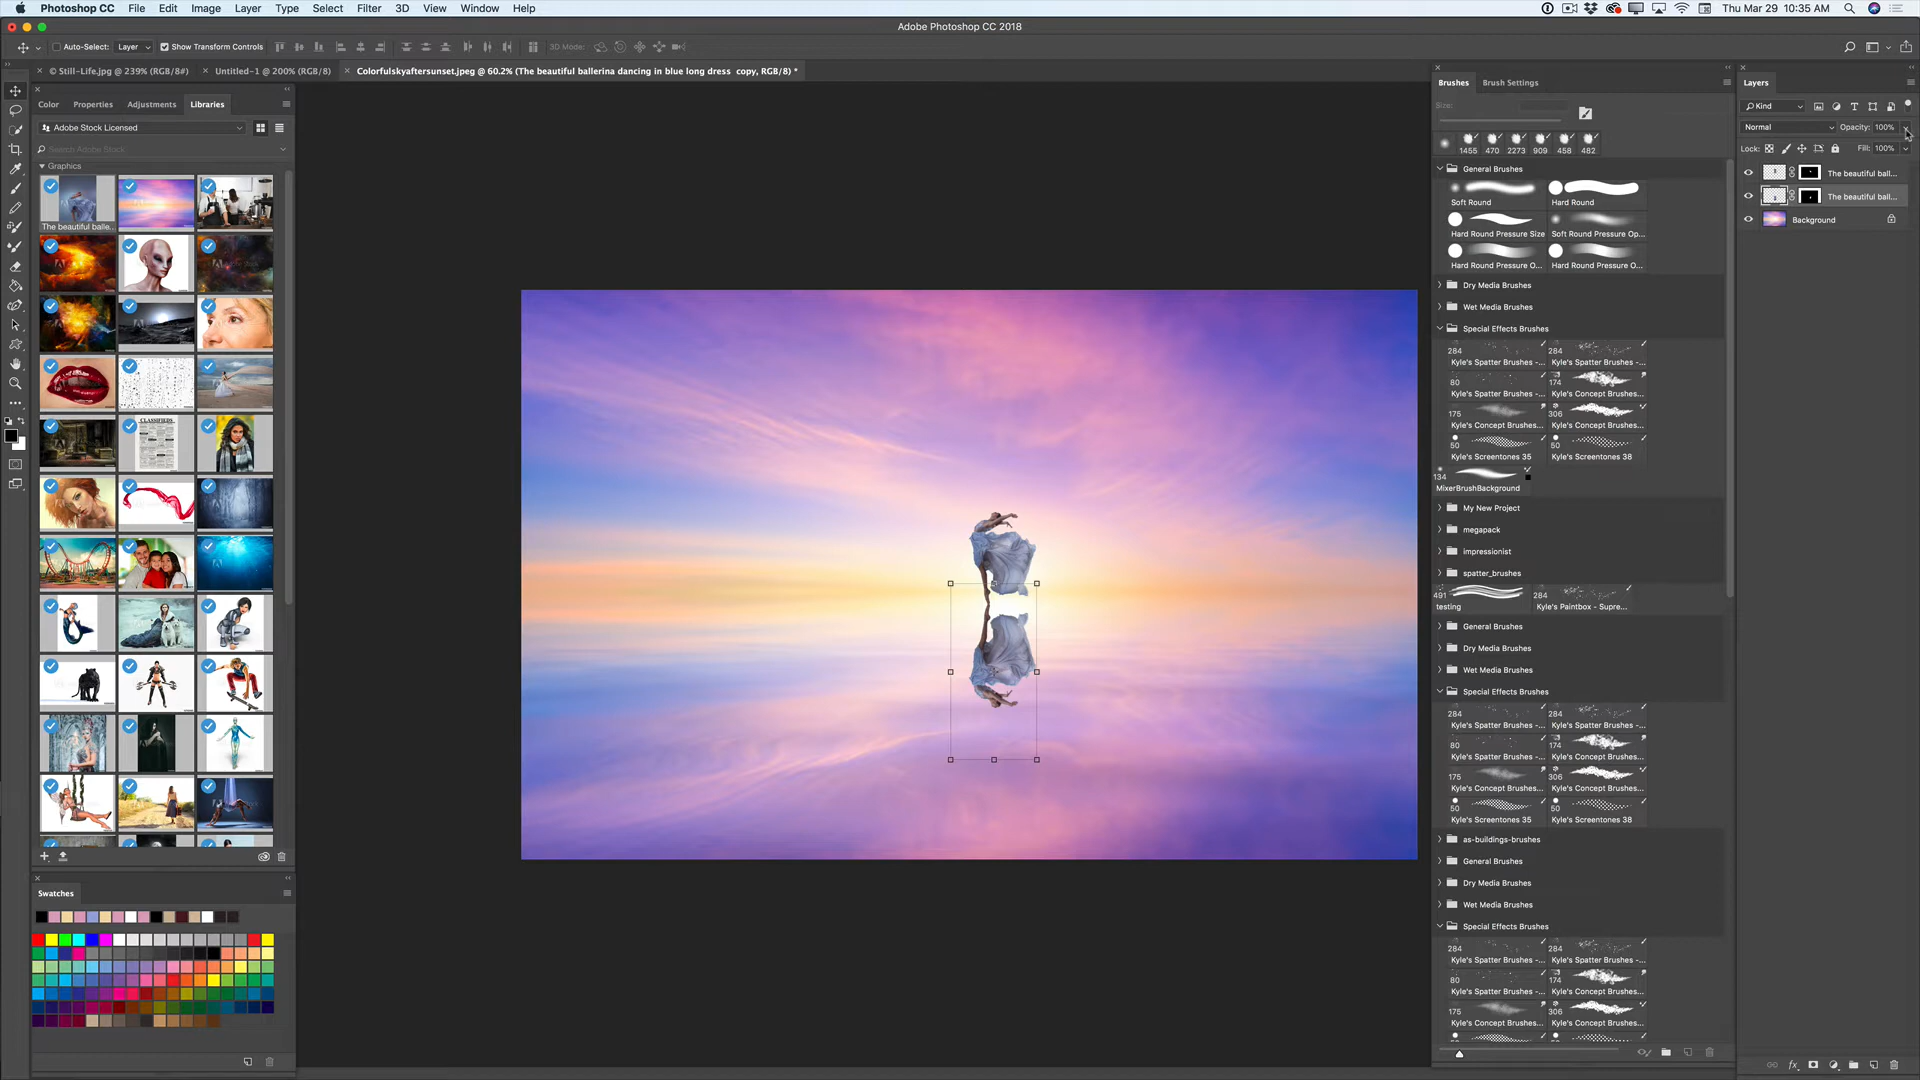 Photoshop CC File Edit Image Layer Type Select Filter 3D View Window Help Thu Mar 29 10:35 AM
Adobe Photoshop CC 2018
Auto-Select: Layer Show Transform Controls 3D Mode:
© Still-Life.jpg @ 239% (RGB/8#) Untitled-1 @ 200% (RGB/8) Colorfulskyaftersunset.jpeg @ 60.2% (The beautiful ballerina dancing in blue long dress copy, RGB/8) *
Color Properties Adjustments Libraries
Adobe Stock Licensed
Search Adobe Stock
Graphics
The beautiful balle...
CLASSIFIEDS
Swatches
Brushes Brush Settings
Size:
1455 470 2273 909 458 482
General Brushes
Soft Round Hard Round
Hard Round Pressure Size Soft Round Pressure Op...
Hard Round Pressure O... Hard Round Pressure O...
Dry Media Brushes
Wet Media Brushes
Special Effects Brushes
284 284
Kyle's Spatter Brushes -... Kyle's Spatter Brushes -...
80 174
Kyle's Spatter Brushes -... Kyle's Concept Brushes...
175 306
Kyle's Concept Brushes... Kyle's Concept Brushes...
50 50
Kyle's Screentones 35 Kyle's Screentones 38
134
MixerBrushBackground
My New Project
megapack
impressionist
spatter_brushes
491 284
testing Kyle's Paintbox - Supre...
General Brushes
Dry Media Brushes
Wet Media Brushes
Special Effects Brushes
284 284
Kyle's Spatter Brushes -... Kyle's Spatter Brushes -...
80 174
Kyle's Spatter Brushes -... Kyle's Concept Brushes...
175 306
Kyle's Concept Brushes... Kyle's Concept Brushes...
50 50
Kyle's Screentones 35 Kyle's Screentones 38
as-buildings-brushes
General Brushes
Dry Media Brushes
Wet Media Brushes
Special Effects Brushes
284 284
Kyle's Spatter Brushes -... Kyle's Spatter Brushes -...
80 174
Kyle's Spatter Brushes -... Kyle's Concept Brushes...
175 306
Kyle's Concept Brushes... Kyle's Concept Brushes...
Layers
Kind
Normal Opacity: 100%
Lock: Fill: 100%
The beautiful ball...
The beautiful ball...
Background
fx